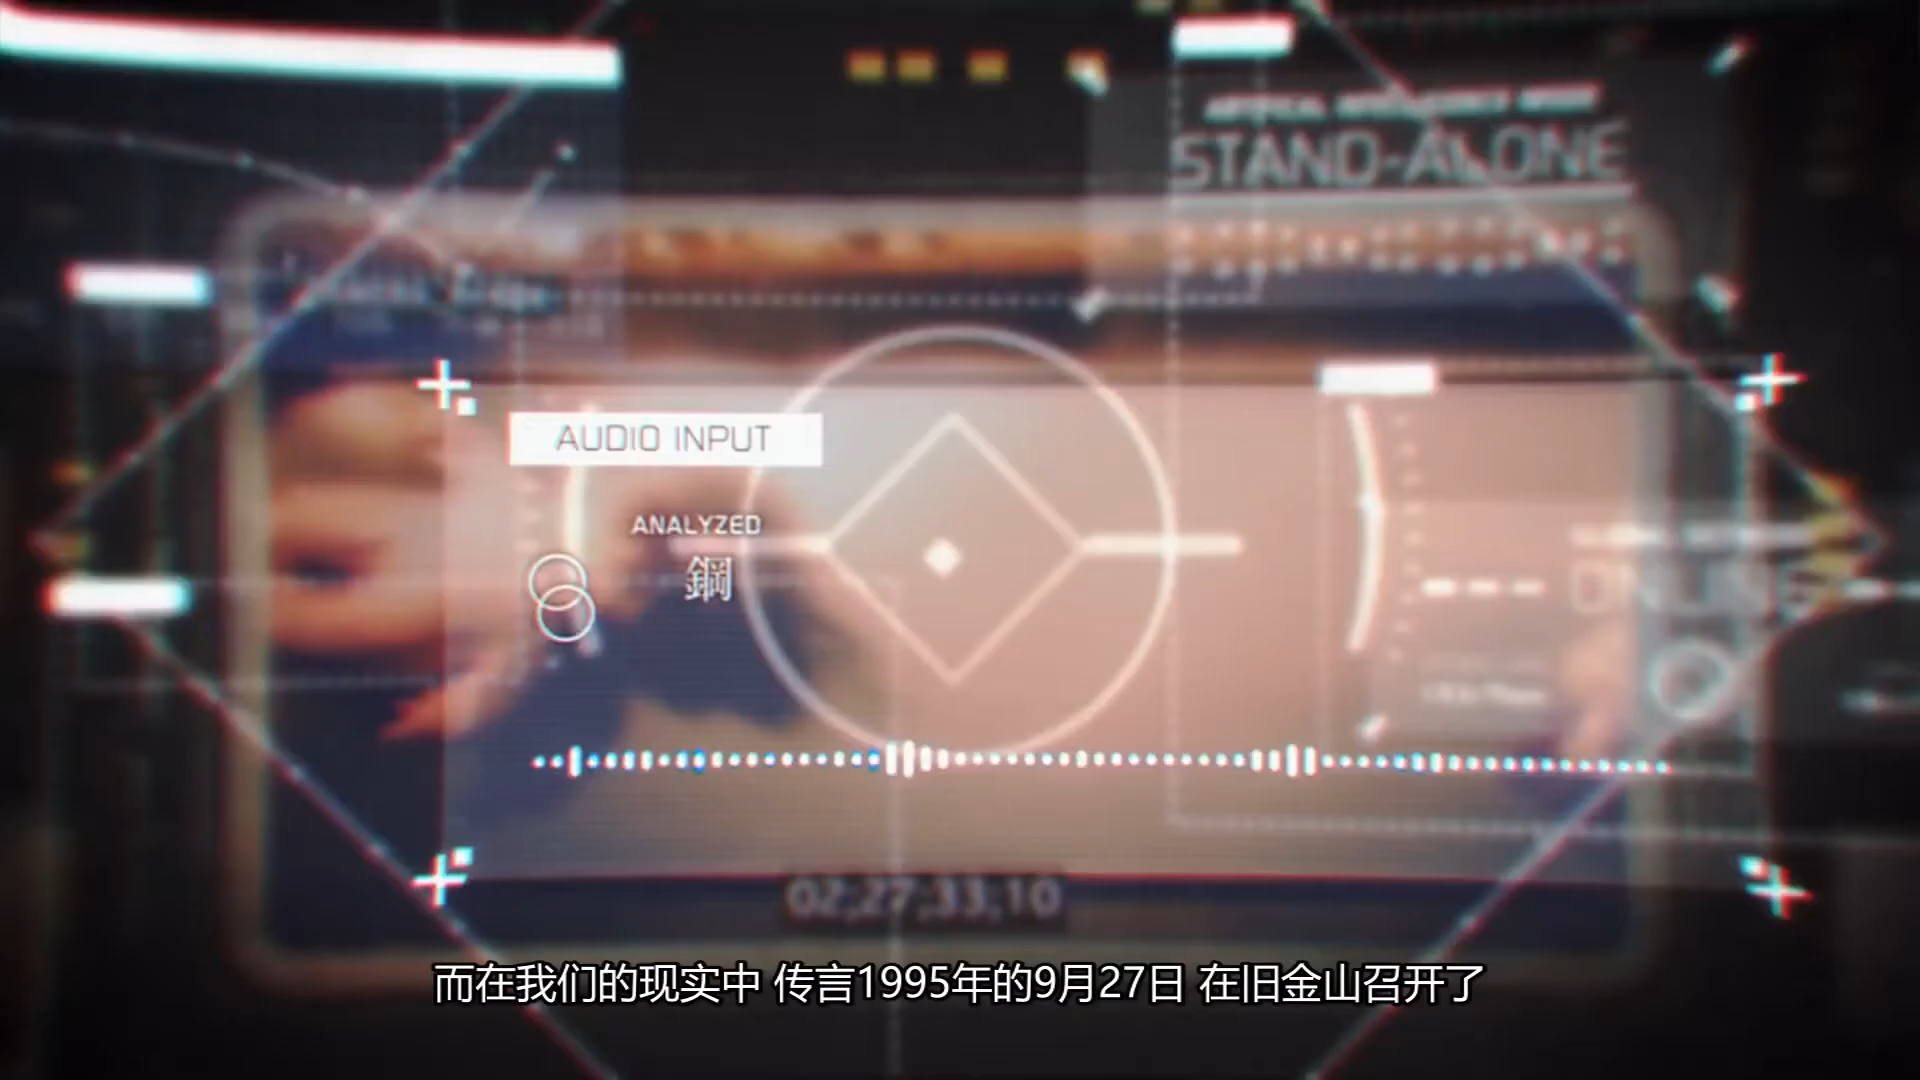 STAND-ALONE
AUDIO INPUT
ANALYZED
鋼
ONLINE
02;27;33;10
而在我们的现实中 传言1995年的9月27日 在旧金山召开了